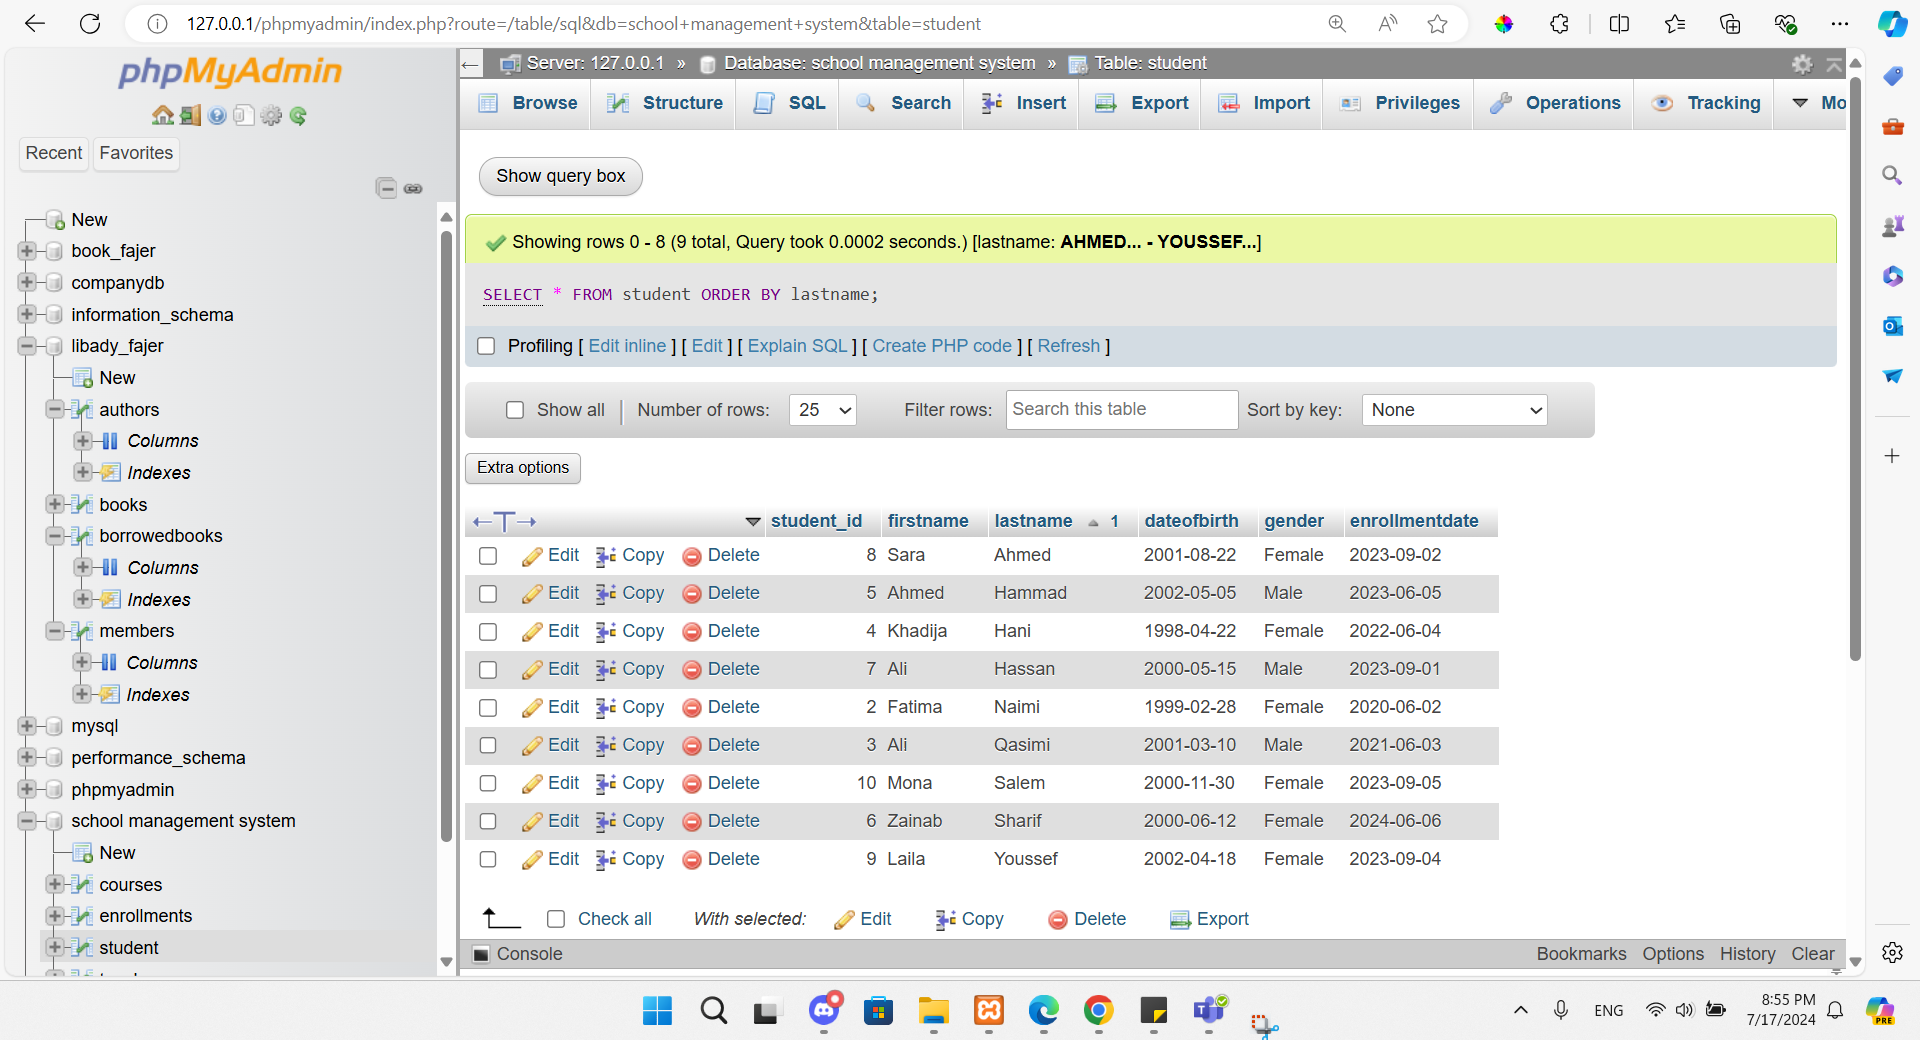 127.0.0.1/phpmyadmin/index.php?route=/table/sql&db=school+management+system&table=student
phpMyAdmin
Recent Favorites
New
book_fajer
companydb
information_schema
libady_fajer
New
authors
Columns
Indexes
books
borrowedbooks
Columns
Indexes
members
Columns
Indexes
mysql
performance_schema
phpmyadmin
school management system
New
courses
enrollments
student
Server: 127.0.0.1 » Database: school management system » Table: student
Browse Structure SQL Search Insert Export Import Privileges Operations Tracking Mo
Show query box
Showing rows 0 - 8 (9 total, Query took 0.0002 seconds.) [lastname: AHMED... - YOUSSEF...]
SELECT * FROM student ORDER BY lastname;
Profiling [ Edit inline ] [ Edit ] [ Explain SQL ] [ Create PHP code ] [ Refresh ]
Show all | Number of rows: 25 Filter rows: Search this table Sort by key: None
Extra options
student_id firstname lastname 1 dateofbirth gender enrollmentdate
Edit Copy Delete 8 Sara Ahmed 2001-08-22 Female 2023-09-02
Edit Copy Delete 5 Ahmed Hammad 2002-05-05 Male 2023-06-05
Edit Copy Delete 4 Khadija Hani 1998-04-22 Female 2022-06-04
Edit Copy Delete 7 Ali Hassan 2000-05-15 Male 2023-09-01
Edit Copy Delete 2 Fatima Naimi 1999-02-28 Female 2020-06-02
Edit Copy Delete 3 Ali Qasimi 2001-03-10 Male 2021-06-03
Edit Copy Delete 10 Mona Salem 2000-11-30 Female 2023-09-05
Edit Copy Delete 6 Zainab Sharif 2000-06-12 Female 2024-06-06
Edit Copy Delete 9 Laila Youssef 2002-04-18 Female 2023-09-04
Check all With selected: Edit Copy Delete Export
Console Bookmarks Options History Clear
ENG
8:55 PM
7/17/2024
PRE